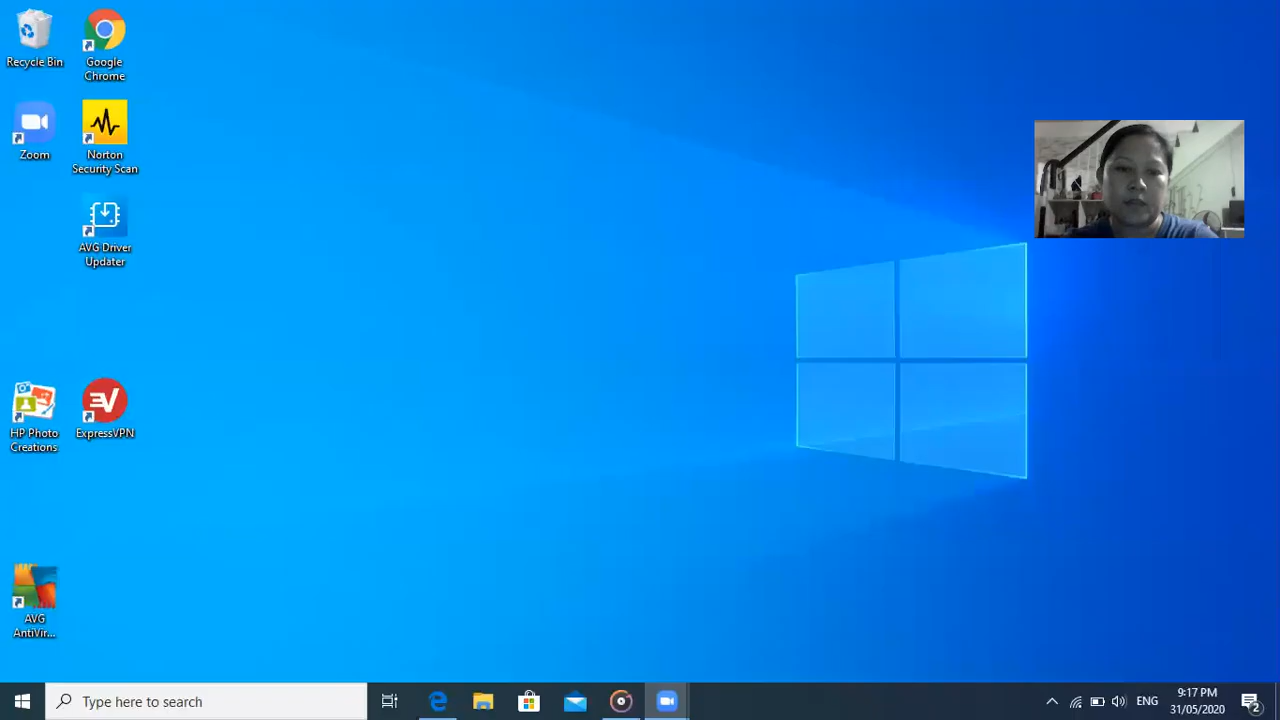 Recycle Bin
Google
Chrome
Zoom
Norton
Security Scan
AVG Driver
Updater
HP Photo
Creations
ExpressVPN
AVG
AntiVir...
Type here to search
ENG
9:17 PM
31/05/2020
2